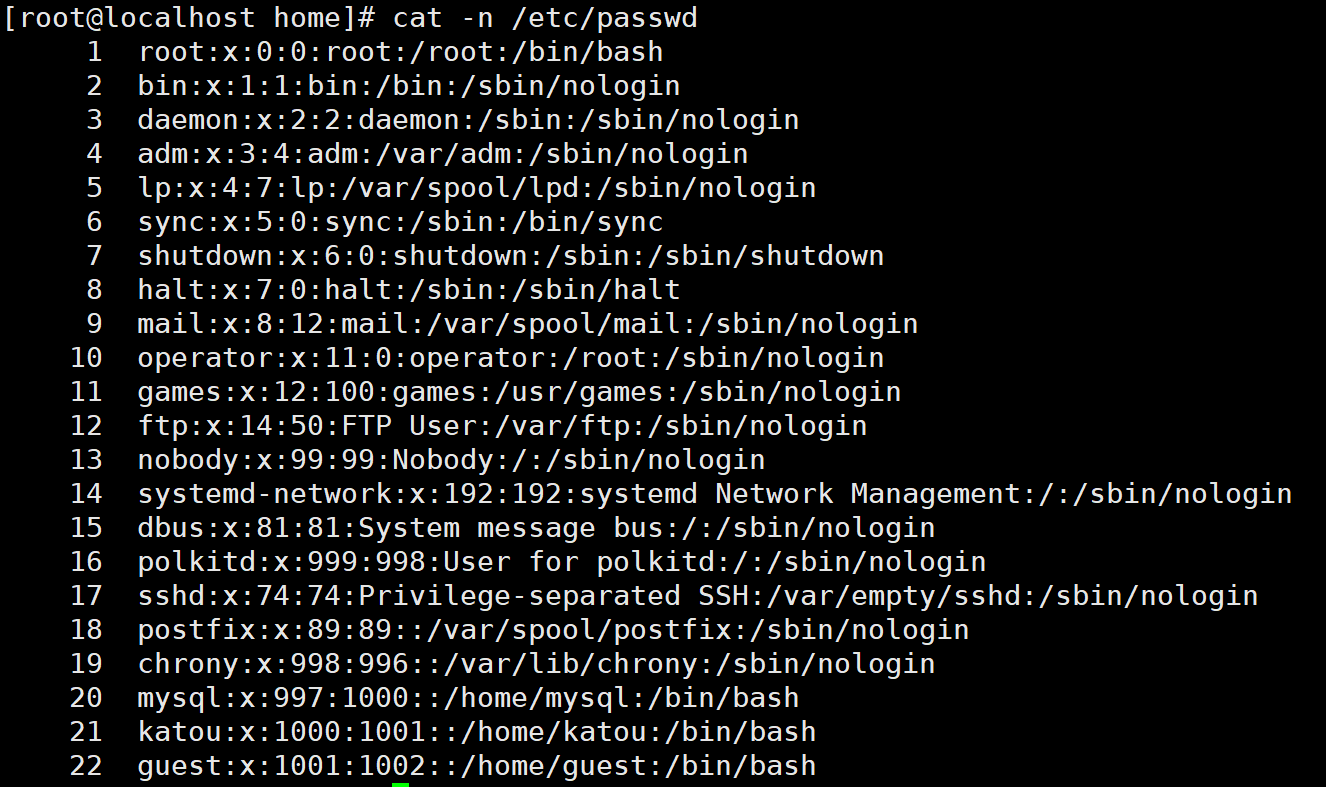 [root@localhost home]# cat -n /etc/passwd
     1  root:x:0:0:root:/root:/bin/bash
     2  bin:x:1:1:bin:/bin:/sbin/nologin
     3  daemon:x:2:2:daemon:/sbin:/sbin/nologin
     4  adm:x:3:4:adm:/var/adm:/sbin/nologin
     5  lp:x:4:7:lp:/var/spool/lpd:/sbin/nologin
     6  sync:x:5:0:sync:/sbin:/bin/sync
     7  shutdown:x:6:0:shutdown:/sbin:/sbin/shutdown
     8  halt:x:7:0:halt:/sbin:/sbin/halt
     9  mail:x:8:12:mail:/var/spool/mail:/sbin/nologin
    10  operator:x:11:0:operator:/root:/sbin/nologin
    11  games:x:12:100:games:/usr/games:/sbin/nologin
    12  ftp:x:14:50:FTP User:/var/ftp:/sbin/nologin
    13  nobody:x:99:99:Nobody:/:/sbin/nologin
    14  systemd-network:x:192:192:systemd Network Management:/:/sbin/nologin
    15  dbus:x:81:81:System message bus:/:/sbin/nologin
    16  polkitd:x:999:998:User for polkitd:/:/sbin/nologin
    17  sshd:x:74:74:Privilege-separated SSH:/var/empty/sshd:/sbin/nologin
    18  postfix:x:89:89::/var/spool/postfix:/sbin/nologin
    19  chrony:x:998:996::/var/lib/chrony:/sbin/nologin
    20  mysql:x:997:1000::/home/mysql:/bin/bash
    21  katou:x:1000:1001::/home/katou:/bin/bash
    22  guest:x:1001:1002::/home/guest:/bin/bash